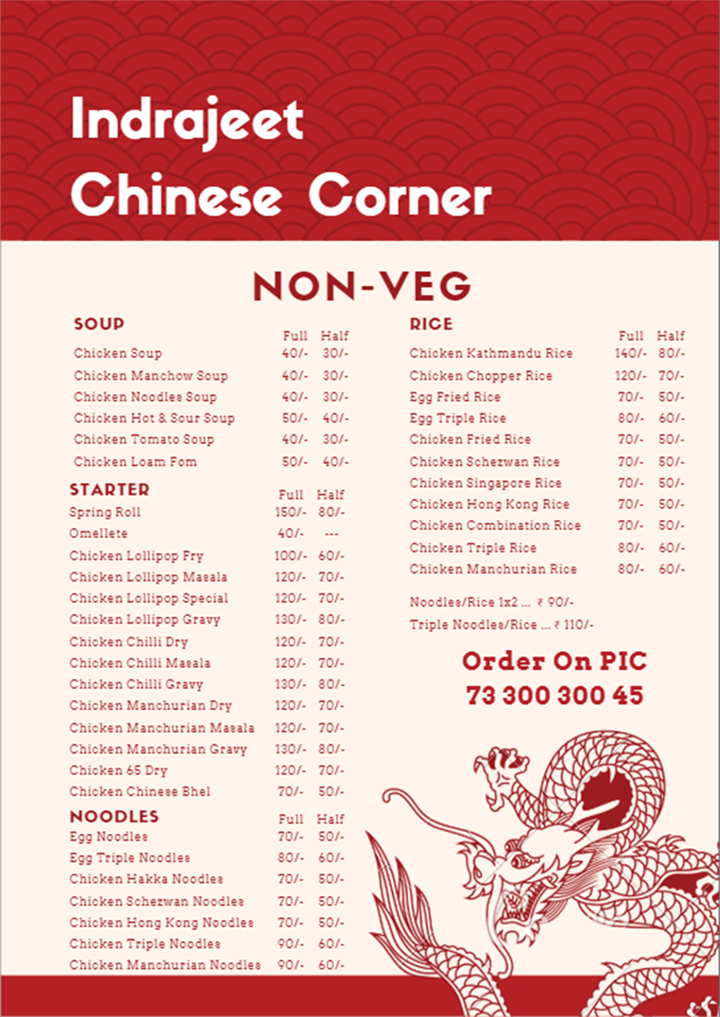 Indrajeet
Chinese Corner
NON-VEG
SOUP
Full Half
Chicken Soup 40/- 30/-
Chicken Manchow Soup 40/- 30/-
Chicken Noodles Soup 40/- 30/-
Chicken Hot & Sour Soup 50/- 40/-
Chicken Tomato Soup 40/- 30/-
Chicken Loam Fom 50/- 40/-
STARTER
Full Half
Spring Roll 150/- 80/-
Omellete 40/- ---
Chicken Lollipop Fry 100/- 60/-
Chicken Lollipop Masala 120/- 70/-
Chicken Lollipop Special 120/- 70/-
Chicken Lollipop Gravy 130/- 80/-
Chicken Chilli Dry 120/- 70/-
Chicken Chilli Masala 120/- 70/-
Chicken Chilli Gravy 130/- 80/-
Chicken Manchurian Dry 120/- 70/-
Chicken Manchurian Masala 120/- 70/-
Chicken Manchurian Gravy 130/- 80/-
Chicken 65 Dry 120/- 70/-
Chicken Chinese Bhel 70/- 50/-
NOODLES
Full Half
Egg Noodles 70/- 50/-
Egg Triple Noodles 80/- 60/-
Chicken Hakka Noodles 70/- 50/-
Chicken Schezwan Noodles 70/- 50/-
Chicken Hong Kong Noodles 70/- 50/-
Chicken Triple Noodles 90/- 60/-
Chicken Manchurian Noodles 90/- 60/-
RICE
Full Half
Chicken Kathmandu Rice 140/- 80/-
Chicken Chopper Rice 120/- 70/-
Egg Fried Rice 70/- 50/-
Egg Triple Rice 80/- 60/-
Chicken Fried Rice 70/- 50/-
Chicken Schezwan Rice 70/- 50/-
Chicken Singapore Rice 70/- 50/-
Chicken Hong Kong Rice 70/- 50/-
Chicken Combination Rice 70/- 50/-
Chicken Triple Rice 80/- 60/-
Chicken Manchurian Rice 80/- 60/-
Noodles/Rice 1x2 ... ₹ 90/-
Triple Noodles/Rice ... ₹ 110/-
Order On PIC
73 300 300 45